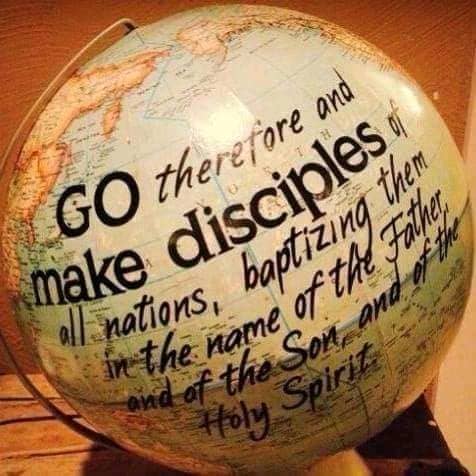 GO therefore and
make disciples of
all nations, baptizing them
in the name of the Father,
and of the Son, and of the
Holy Spirit.